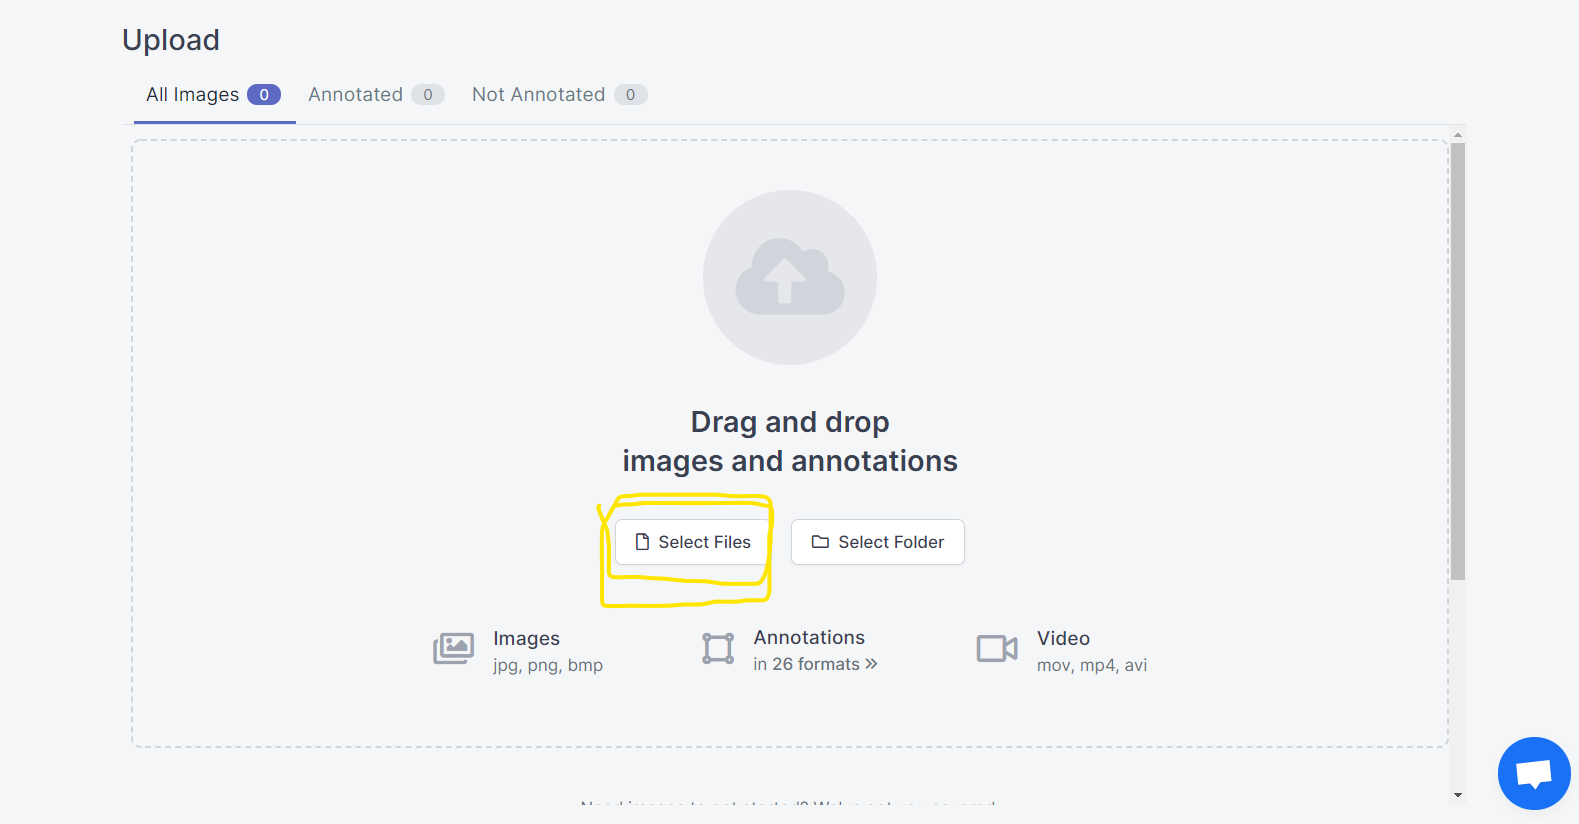 Upload
All Images 0 Annotated 0 Not Annotated 0
Drag and drop
images and annotations
Select Files Select Folder
Images Annotations Video
jpg, png, bmp in 26 formats » mov, mp4, avi